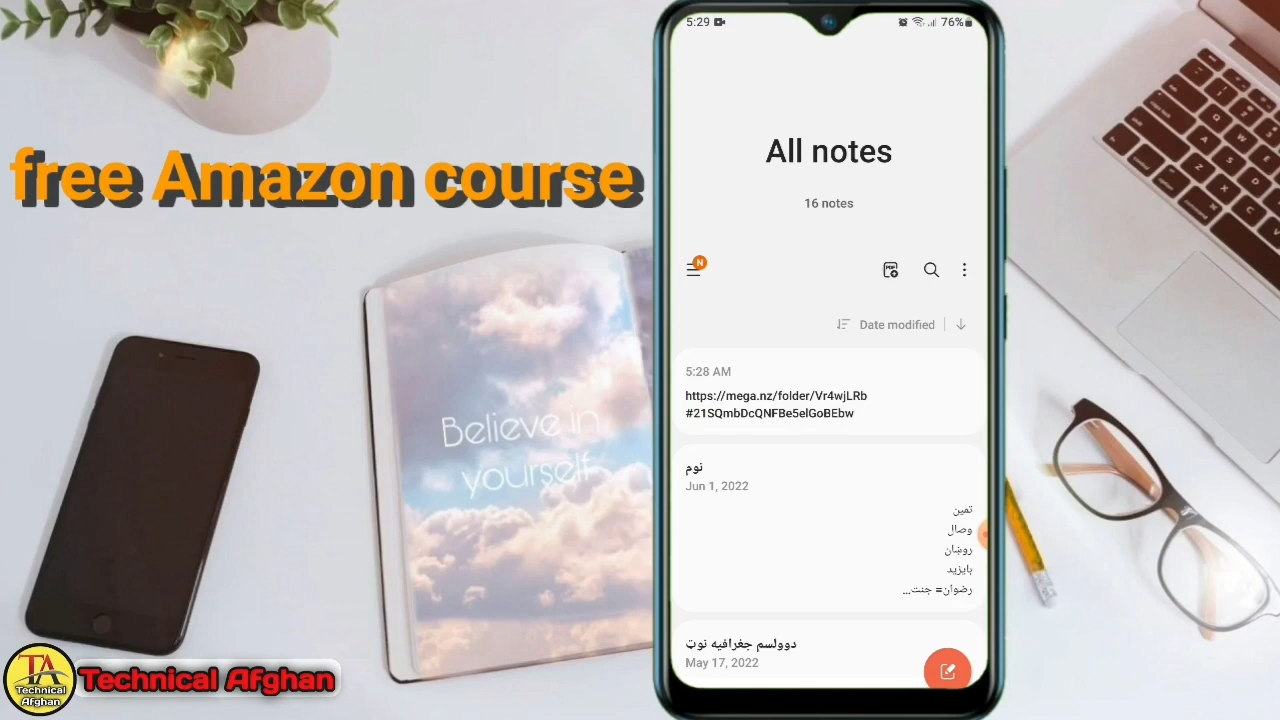 free Amazon course
Believe in
yourself
5:29
76%
All notes
16 notes
N
PDF
Date modified
5:28 AM
https://mega.nz/folder/Vr4wjLRb
#21SQmbDcQNFBe5elGoBEbw
نوم
Jun 1, 2022
تمین
وصال
روښان
بایزید
رضوان= جنت...
دوولسم جغرافیه نوټ
May 17, 2022
TA
Technical
Afghan
Technical Afghan